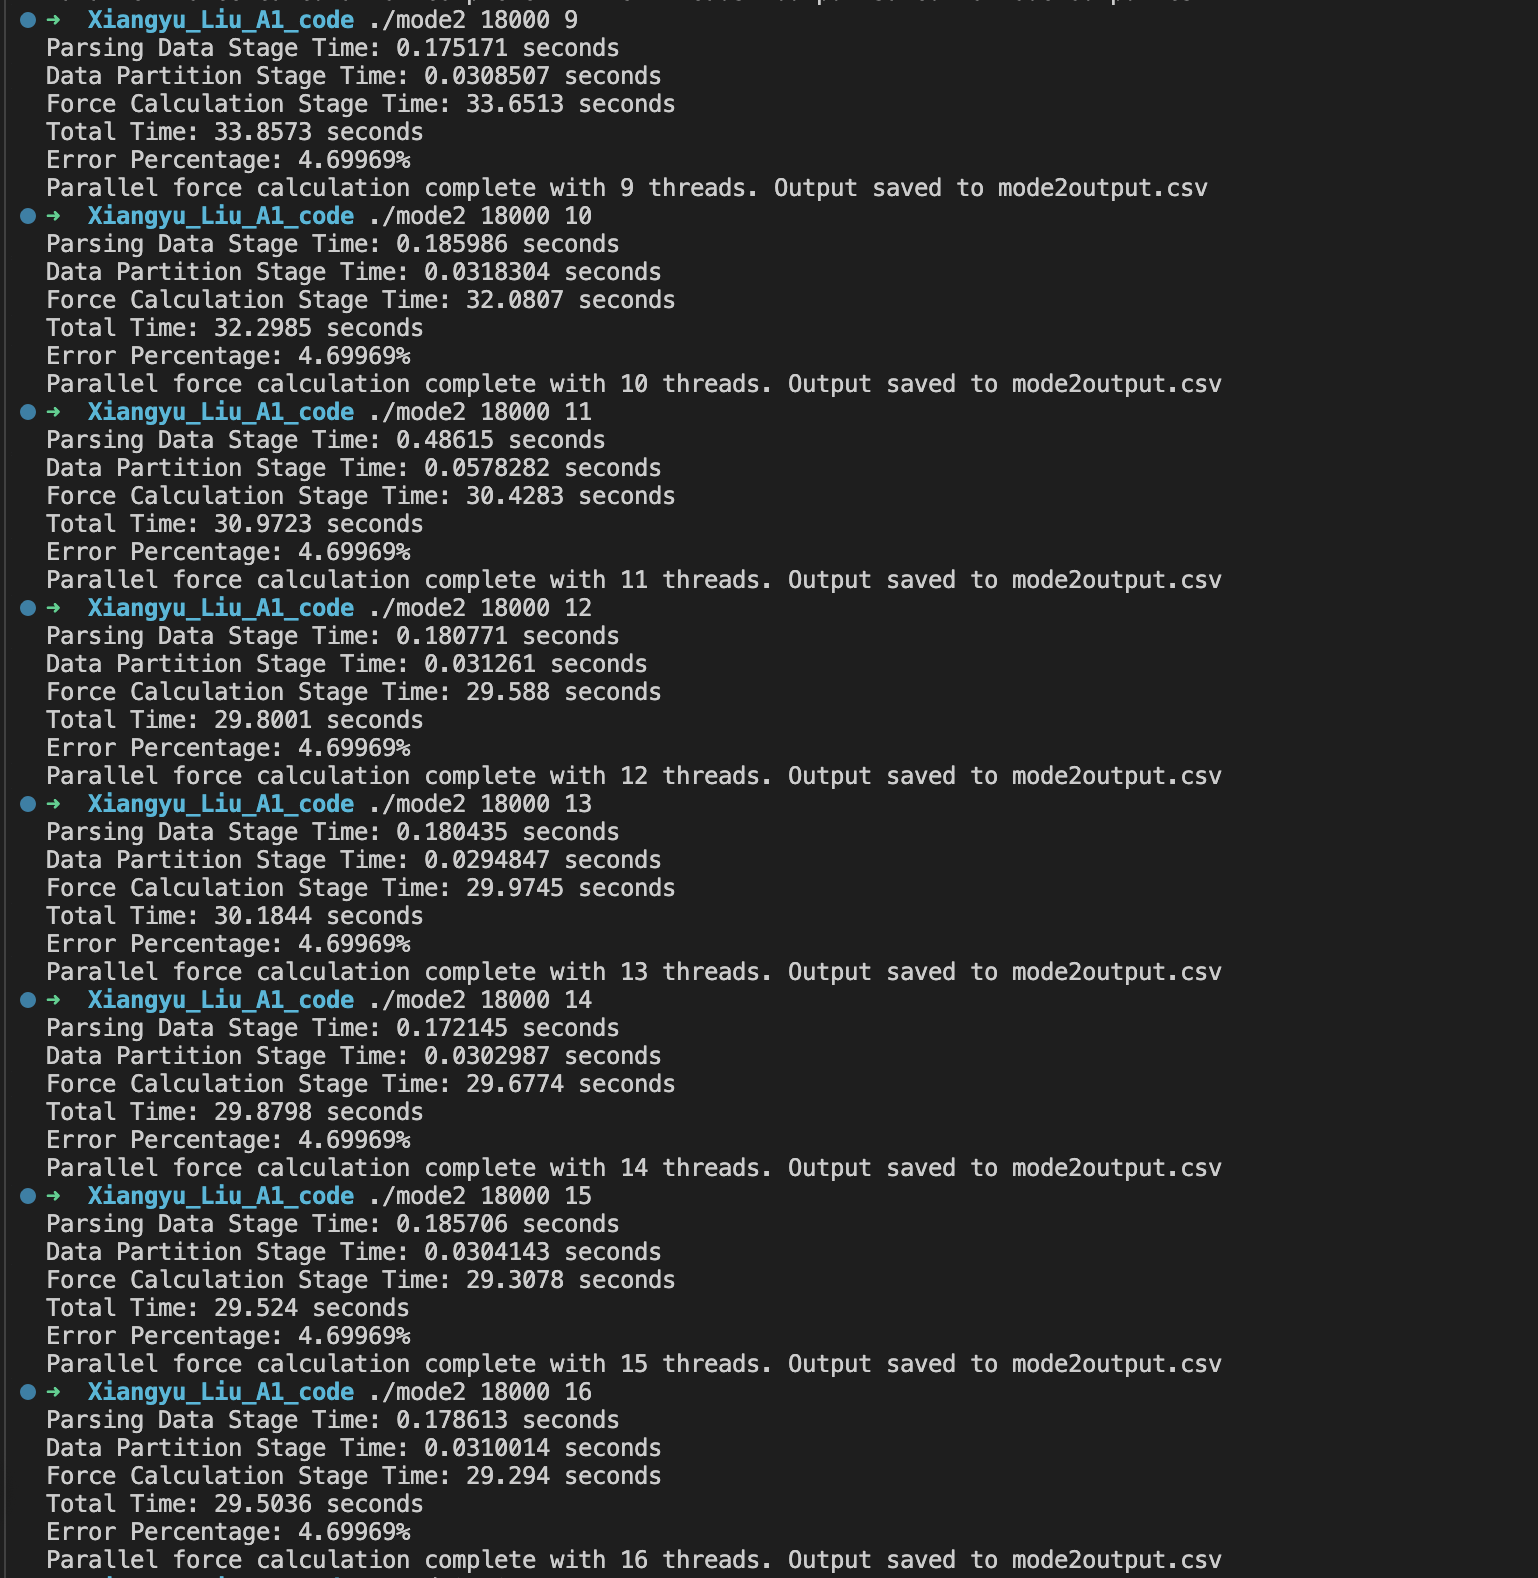 ➜ Xiangyu_Liu_A1_code ./mode2 18000 9
Parsing Data Stage Time: 0.175171 seconds
Data Partition Stage Time: 0.0308507 seconds
Force Calculation Stage Time: 33.6513 seconds
Total Time: 33.8573 seconds
Error Percentage: 4.69969%
Parallel force calculation complete with 9 threads. Output saved to mode2output.csv
➜ Xiangyu_Liu_A1_code ./mode2 18000 10
Parsing Data Stage Time: 0.185986 seconds
Data Partition Stage Time: 0.0318304 seconds
Force Calculation Stage Time: 32.0807 seconds
Total Time: 32.2985 seconds
Error Percentage: 4.69969%
Parallel force calculation complete with 10 threads. Output saved to mode2output.csv
➜ Xiangyu_Liu_A1_code ./mode2 18000 11
Parsing Data Stage Time: 0.48615 seconds
Data Partition Stage Time: 0.0578282 seconds
Force Calculation Stage Time: 30.4283 seconds
Total Time: 30.9723 seconds
Error Percentage: 4.69969%
Parallel force calculation complete with 11 threads. Output saved to mode2output.csv
➜ Xiangyu_Liu_A1_code ./mode2 18000 12
Parsing Data Stage Time: 0.180771 seconds
Data Partition Stage Time: 0.031261 seconds
Force Calculation Stage Time: 29.588 seconds
Total Time: 29.8001 seconds
Error Percentage: 4.69969%
Parallel force calculation complete with 12 threads. Output saved to mode2output.csv
➜ Xiangyu_Liu_A1_code ./mode2 18000 13
Parsing Data Stage Time: 0.180435 seconds
Data Partition Stage Time: 0.0294847 seconds
Force Calculation Stage Time: 29.9745 seconds
Total Time: 30.1844 seconds
Error Percentage: 4.69969%
Parallel force calculation complete with 13 threads. Output saved to mode2output.csv
➜ Xiangyu_Liu_A1_code ./mode2 18000 14
Parsing Data Stage Time: 0.172145 seconds
Data Partition Stage Time: 0.0302987 seconds
Force Calculation Stage Time: 29.6774 seconds
Total Time: 29.8798 seconds
Error Percentage: 4.69969%
Parallel force calculation complete with 14 threads. Output saved to mode2output.csv
➜ Xiangyu_Liu_A1_code ./mode2 18000 15
Parsing Data Stage Time: 0.185706 seconds
Data Partition Stage Time: 0.0304143 seconds
Force Calculation Stage Time: 29.3078 seconds
Total Time: 29.524 seconds
Error Percentage: 4.69969%
Parallel force calculation complete with 15 threads. Output saved to mode2output.csv
➜ Xiangyu_Liu_A1_code ./mode2 18000 16
Parsing Data Stage Time: 0.178613 seconds
Data Partition Stage Time: 0.0310014 seconds
Force Calculation Stage Time: 29.294 seconds
Total Time: 29.5036 seconds
Error Percentage: 4.69969%
Parallel force calculation complete with 16 threads. Output saved to mode2output.csv